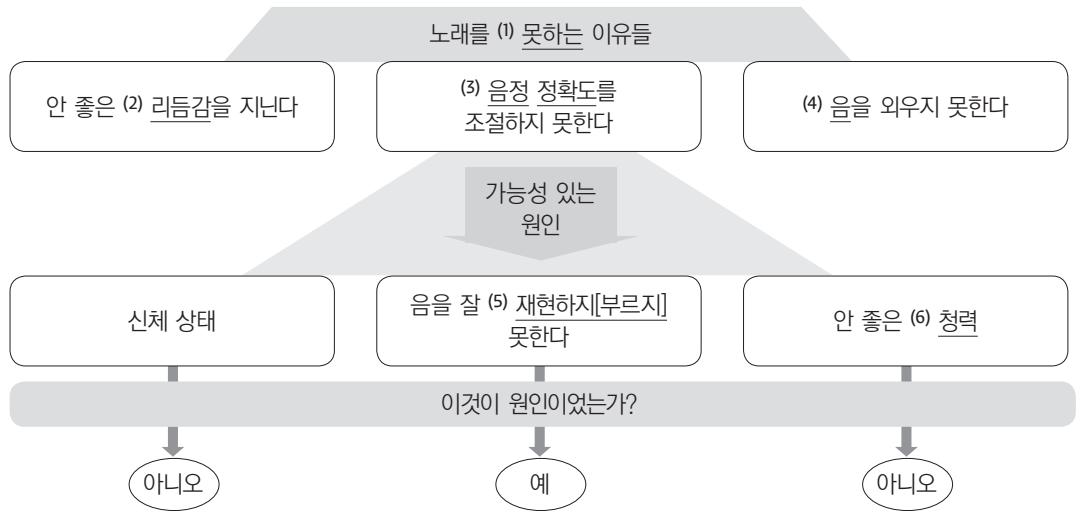 노래를 (1) 못하는 이유들
안 좋은 (2) 리듬감을 지닌다
(3) 음정 정확도를
조절하지 못한다
(4) 음을 외우지 못한다
가능성 있는
원인
신체 상태
음을 잘 (5) 재현하지[부르지]
못한다
안 좋은 (6) 청력
이것이 원인이었는가?
아니오
예
아니오